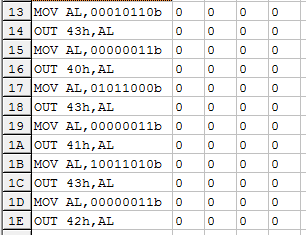 13 MOV AL,00010110b 0 0 0 0
14 OUT 43h,AL 0 0 0 0
15 MOV AL,00000011b 0 0 0 0
16 OUT 40h,AL 0 0 0 0
17 MOV AL,01011000b 0 0 0 0
18 OUT 43h,AL 0 0 0 0
19 MOV AL,00000011b 0 0 0 0
1A OUT 41h,AL 0 0 0 0
1B MOV AL,10011010b 0 0 0 0
1C OUT 43h,AL 0 0 0 0
1D MOV AL,00000011b 0 0 0 0
1E OUT 42h,AL 0 0 0 0